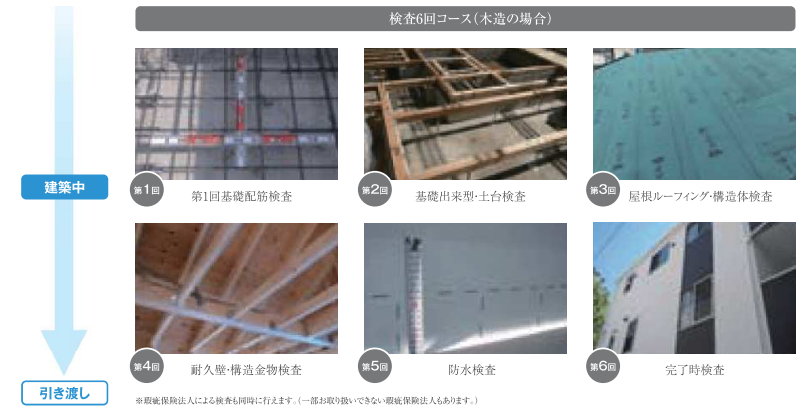 検査6回コース(木造の場合)
建築中
第1回
第1回基礎配筋検査
第2回
基礎出来型・土台検査
第3回
屋根ルーフィング・構造体検査
第4回
耐久壁・構造金物検査
第5回
防水検査
第6回
完了時検査
引き渡し
※瑕疵保険法人による検査も同時に行えます。(一部お取り扱いできない瑕疵保険法人もあります。)